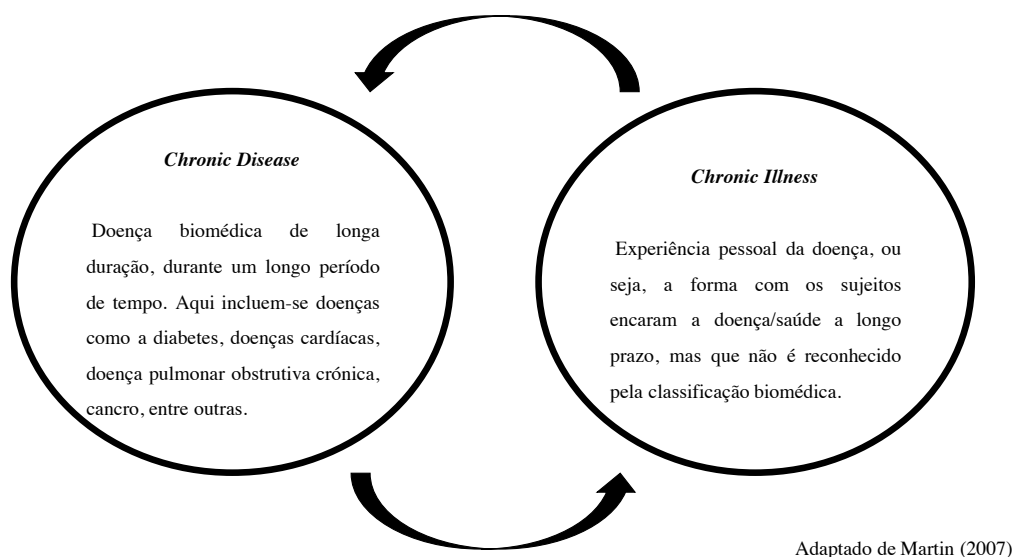 Chronic Disease
Doença biomédica de longa
duração, durante um longo período
de tempo. Aqui incluem-se doenças
como a diabetes, doenças cardíacas,
doença pulmonar obstrutiva crónica,
cancro, entre outras.
Chronic Illness
Experiência pessoal da doença, ou
seja, a forma com os sujeitos
encaram a doença/saúde a longo
prazo, mas que não é reconhecido
pela classificação biomédica.
Adaptado de Martin (2007)